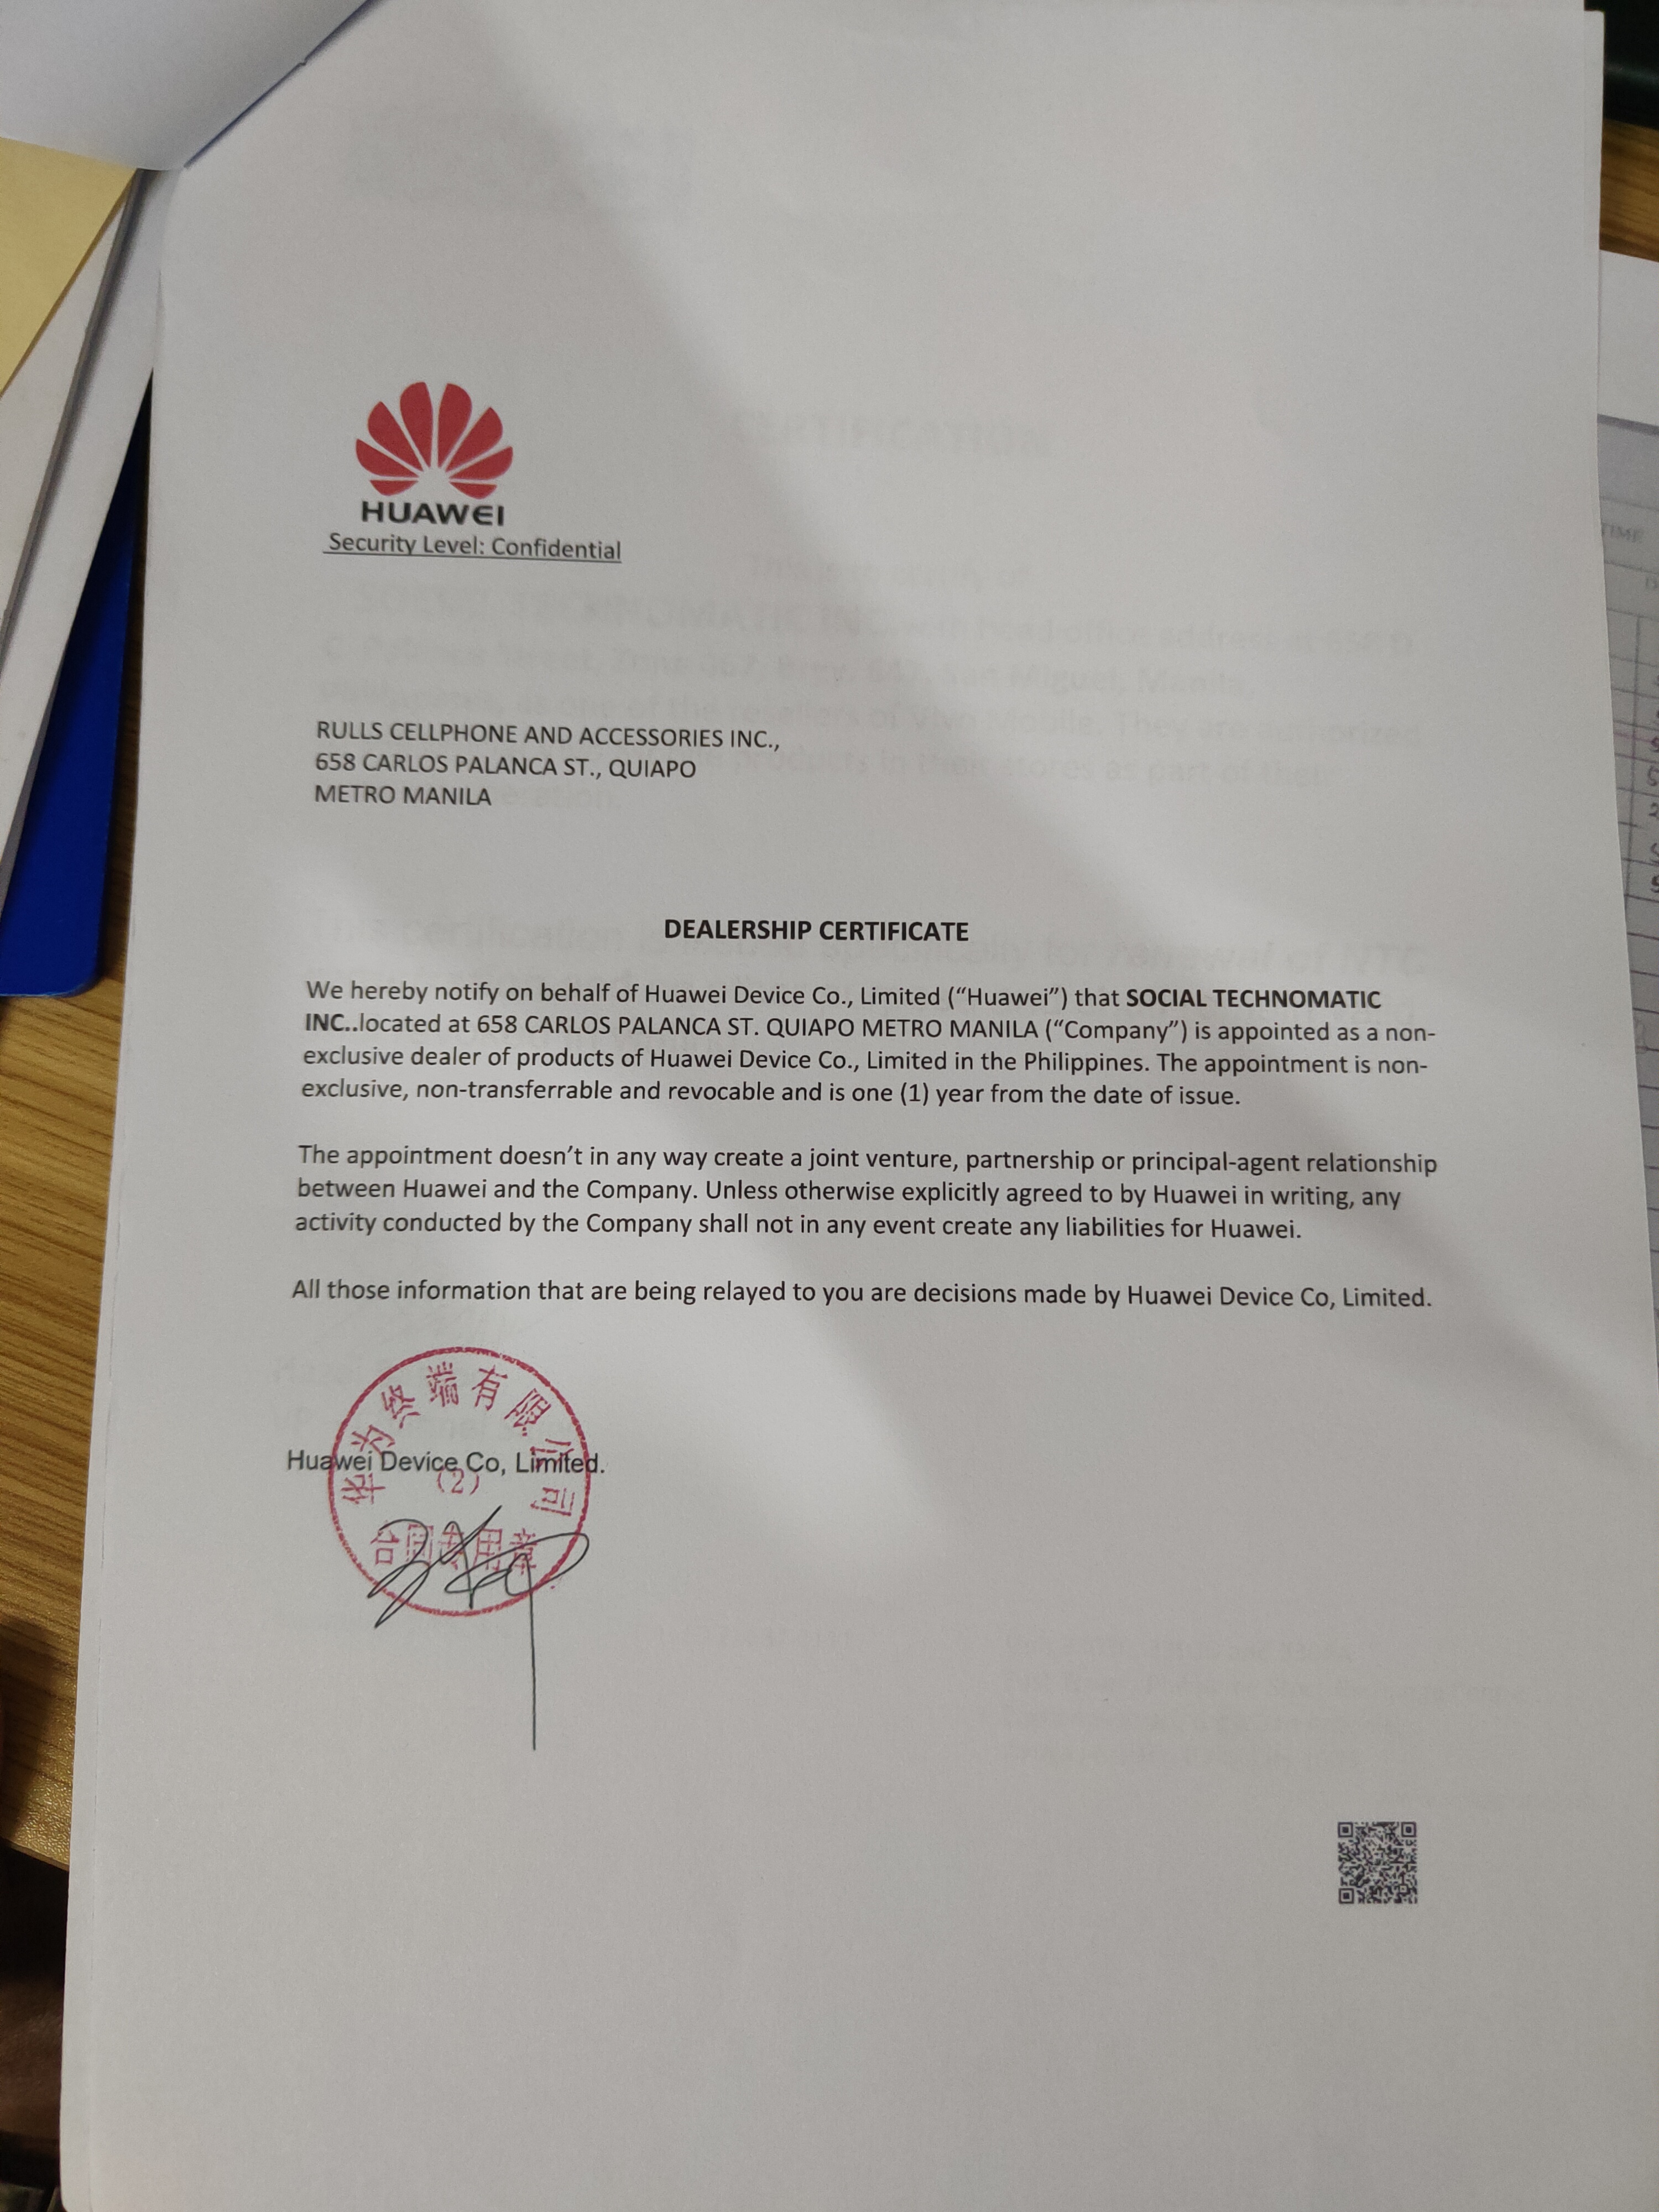 HUAWEI
Security Level: Confidential
RULLS CELLPHONE AND ACCESSORIES INC.,
658 CARLOS PALANCA ST., QUIAPO
METRO MANILA
DEALERSHIP CERTIFICATE
We hereby notify on behalf of Huawei Device Co., Limited (“Huawei”) that SOCIAL TECHNOMATIC
INC..located at 658 CARLOS PALANCA ST. QUIAPO METRO MANILA (“Company”) is appointed as a non-
exclusive dealer of products of Huawei Device Co., Limited in the Philippines. The appointment is non-
exclusive, non-transferrable and revocable and is one (1) year from the date of issue.
The appointment doesn’t in any way create a joint venture, partnership or principal-agent relationship
between Huawei and the Company. Unless otherwise explicitly agreed to by Huawei in writing, any
activity conducted by the Company shall not in any event create any liabilities for Huawei.
All those information that are being relayed to you are decisions made by Huawei Device Co, Limited.
华为终端有限公司
Huawei Device Co, Limited.
(2)
合同专用章
TIME